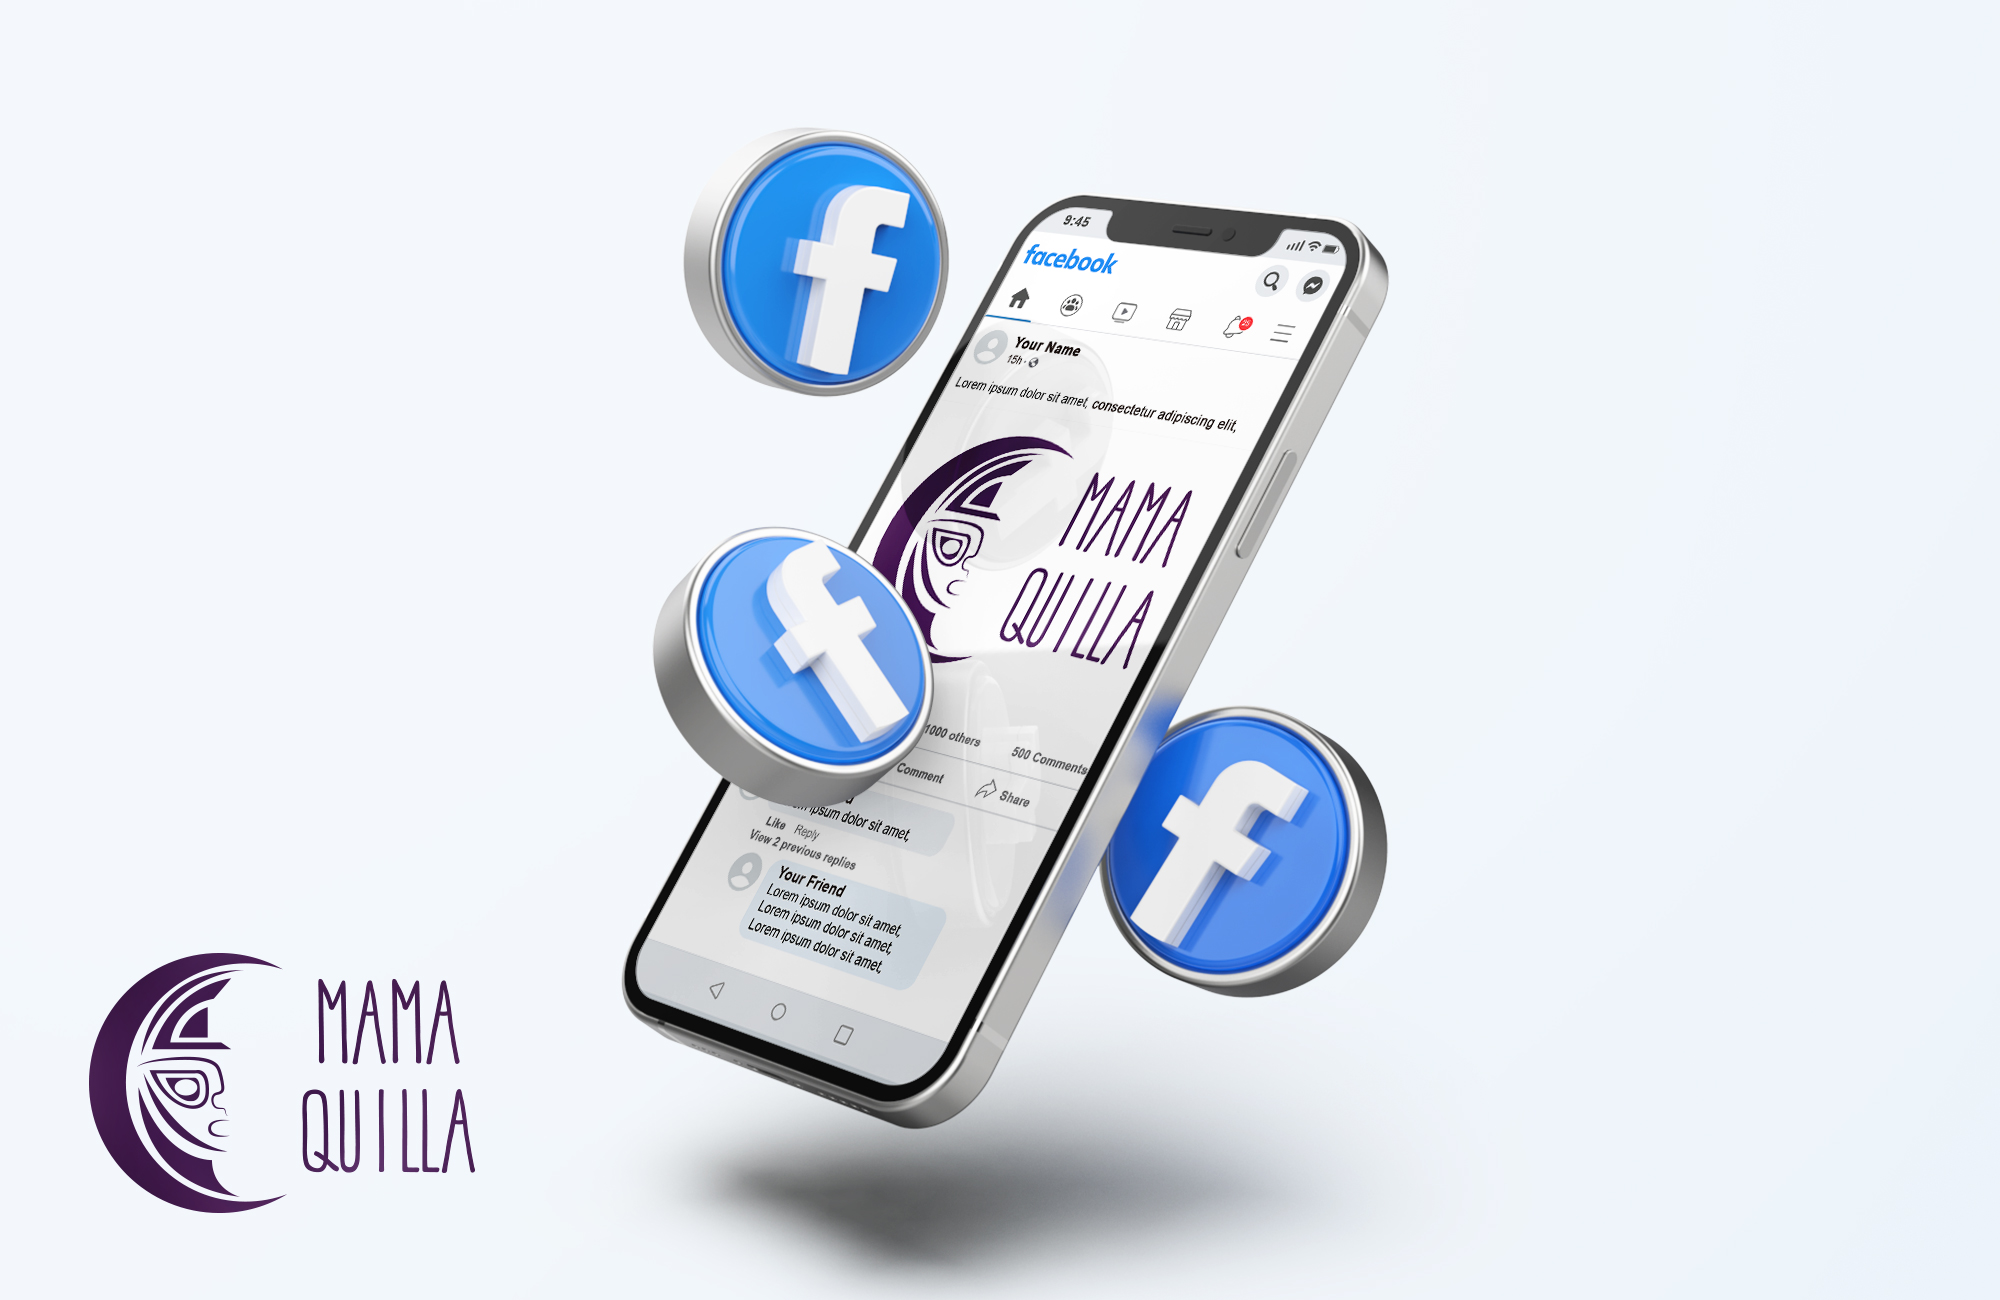 9:45
facebook
25
Your Name
15h ·
Lorem ipsum dolor sit amet, consectetur adipiscing elit,
MAMA
QUILLA
1000 others
500 Comments
Comment
Share
ipsum dolor sit amet,
Like Reply
View 2 previous replies
Your Friend
Lorem ipsum dolor sit amet,
Lorem ipsum dolor sit amet,
Lorem ipsum dolor sit amet,
MAMA
QUILLA